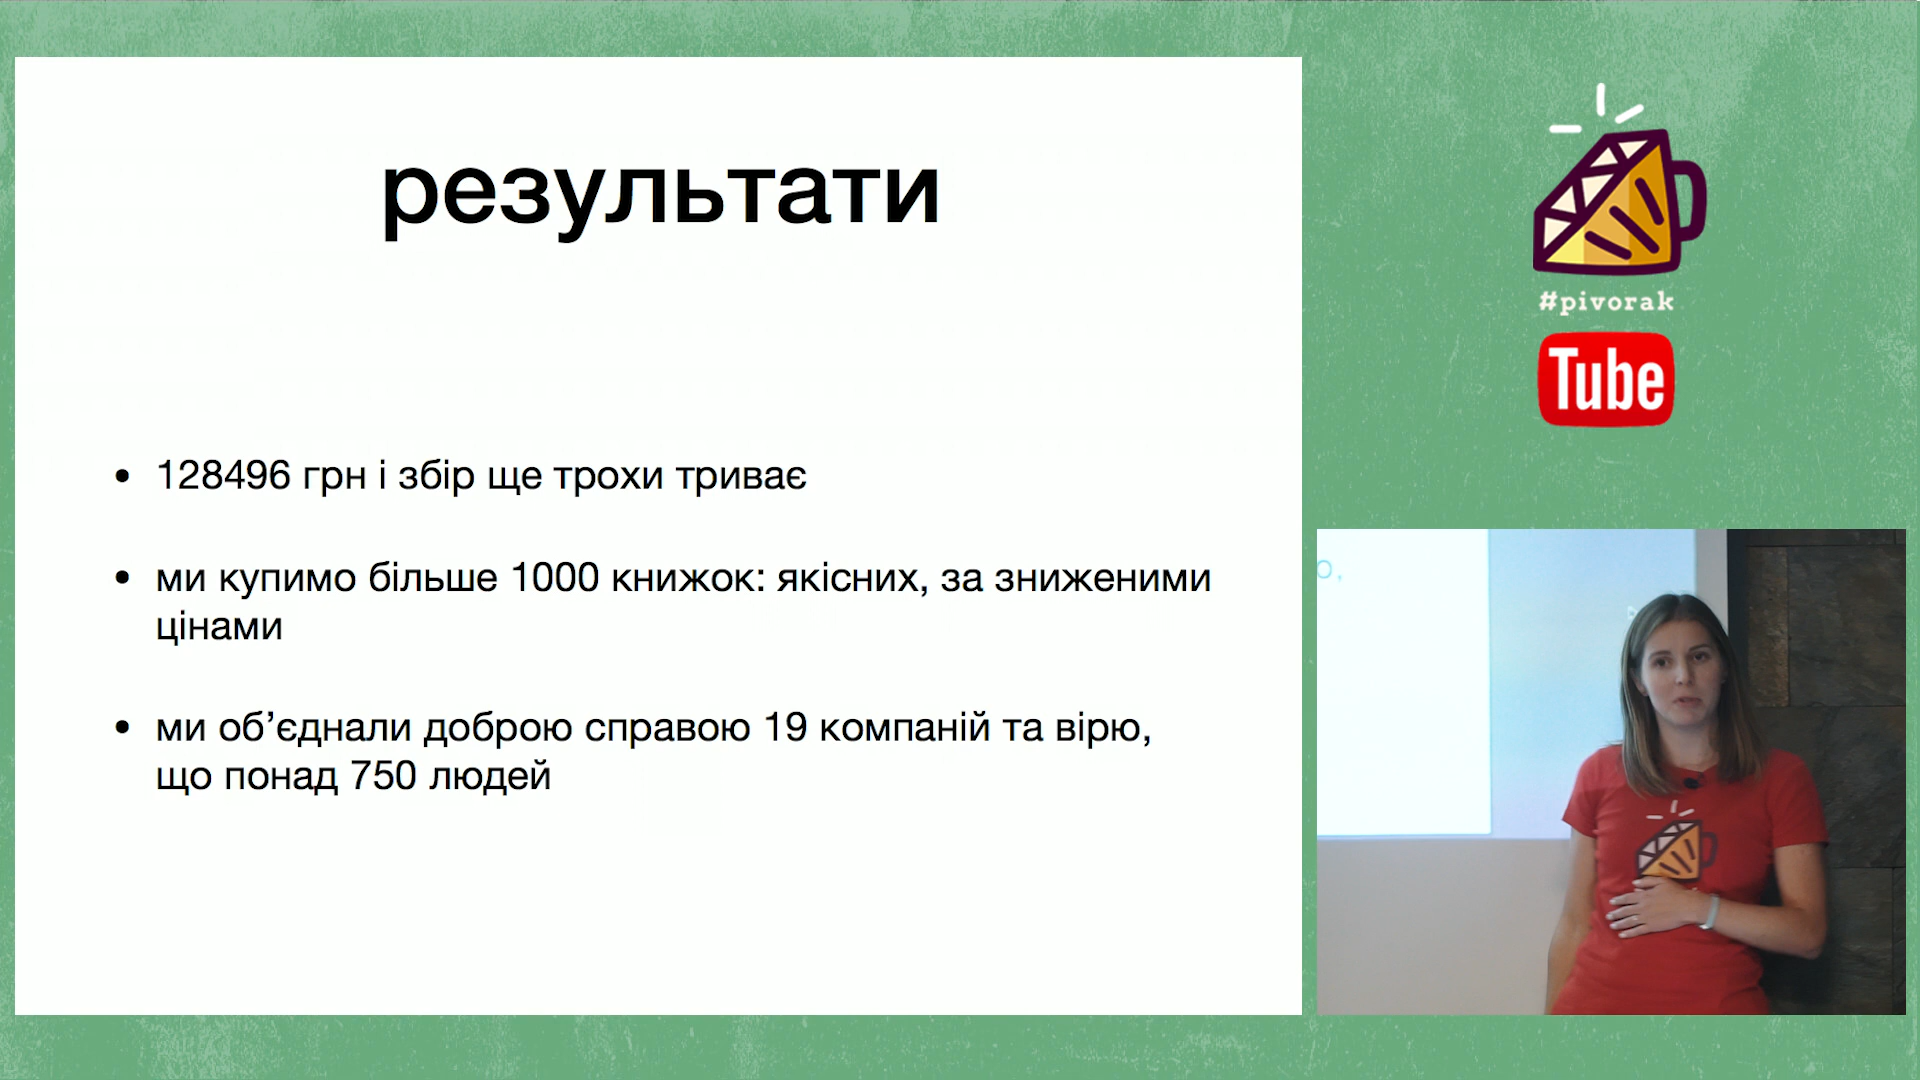 результати
• 128496 грн і збір ще трохи триває
• ми купимо більше 1000 книжок: якісних, за зниженими
цінами
• ми об’єднали доброю справою 19 компаній та вірю,
що понад 750 людей
#pivorak
Tube
о,